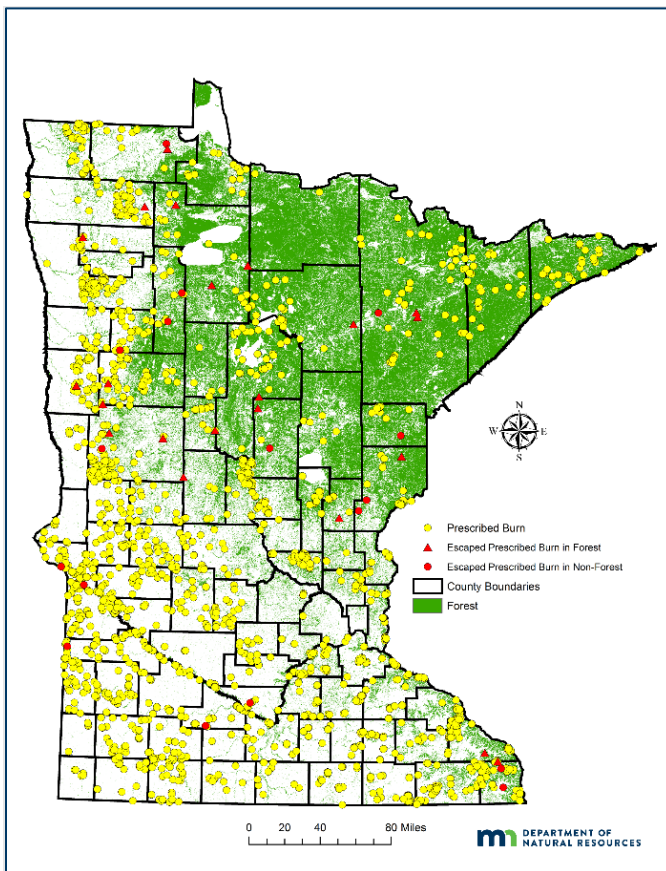 N
W
E
S
Prescribed Burn
Escaped Prescribed Burn in Forest
Escaped Prescribed Burn in Non-Forest
County Boundaries
Forest
0 20 40 80 Miles
mn DEPARTMENT OF
NATURAL RESOURCES